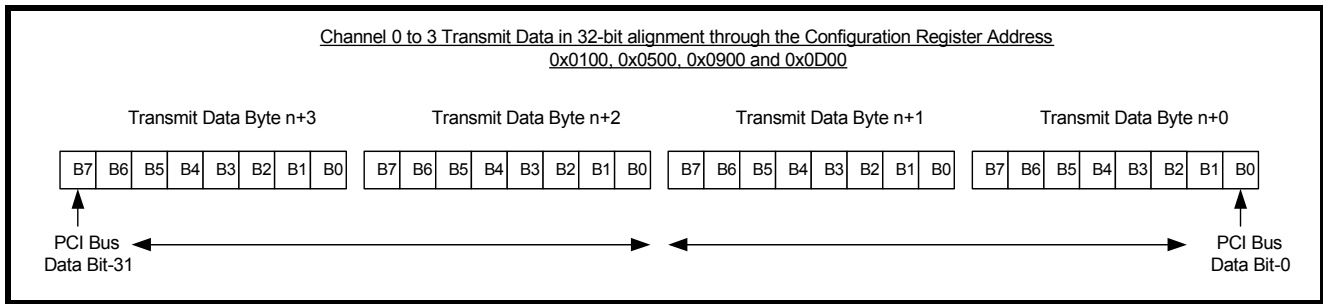 Channel 0 to 3 Transmit Data in 32-bit alignment through the Configuration Register Address
0x0100, 0x0500, 0x0900 and 0x0D00
Transmit Data Byte n+3 Transmit Data Byte n+2 Transmit Data Byte n+1 Transmit Data Byte n+0
B7 B6 B5 B4 B3 B2 B1 B0 B7 B6 B5 B4 B3 B2 B1 B0 B7 B6 B5 B4 B3 B2 B1 B0 B7 B6 B5 B4 B3 B2 B1 B0
PCI Bus
Data Bit-31
PCI Bus
Data Bit-0